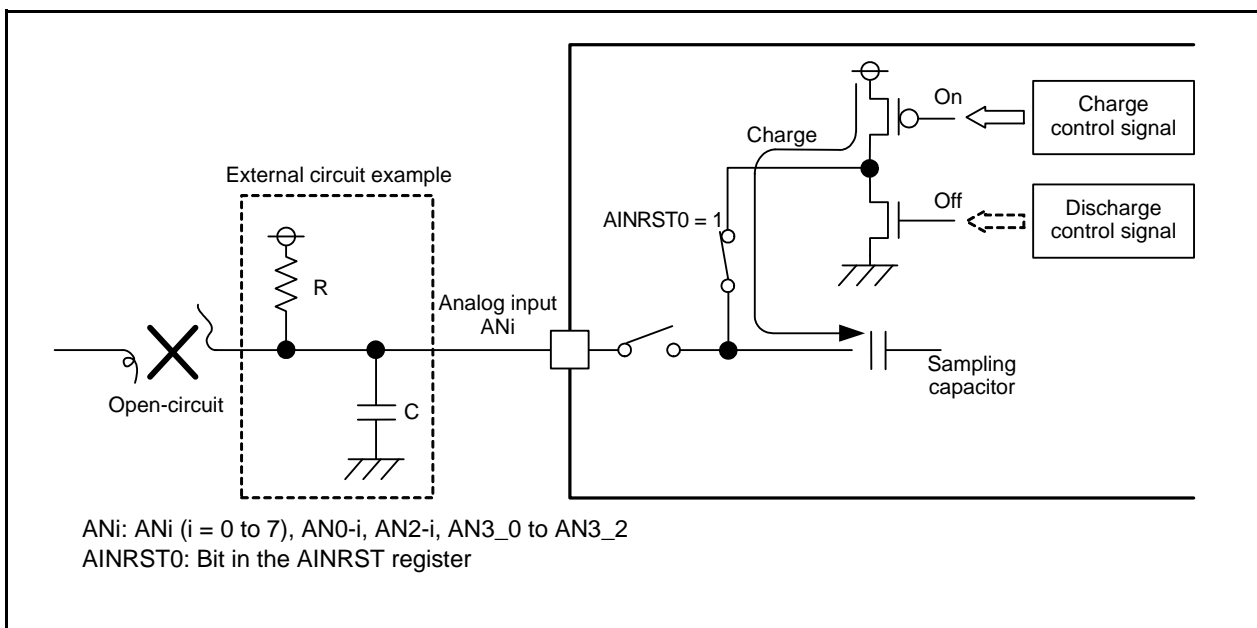 On
Charge
control signal
Charge
External circuit example
Off
Discharge
control signal
AINRST0 = 1
R
Analog input
ANi
Sampling
capacitor
Open-circuit
C
ANi: ANi (i = 0 to 7), AN0-i, AN2-i, AN3_0 to AN3_2
AINRST0: Bit in the AINRST register